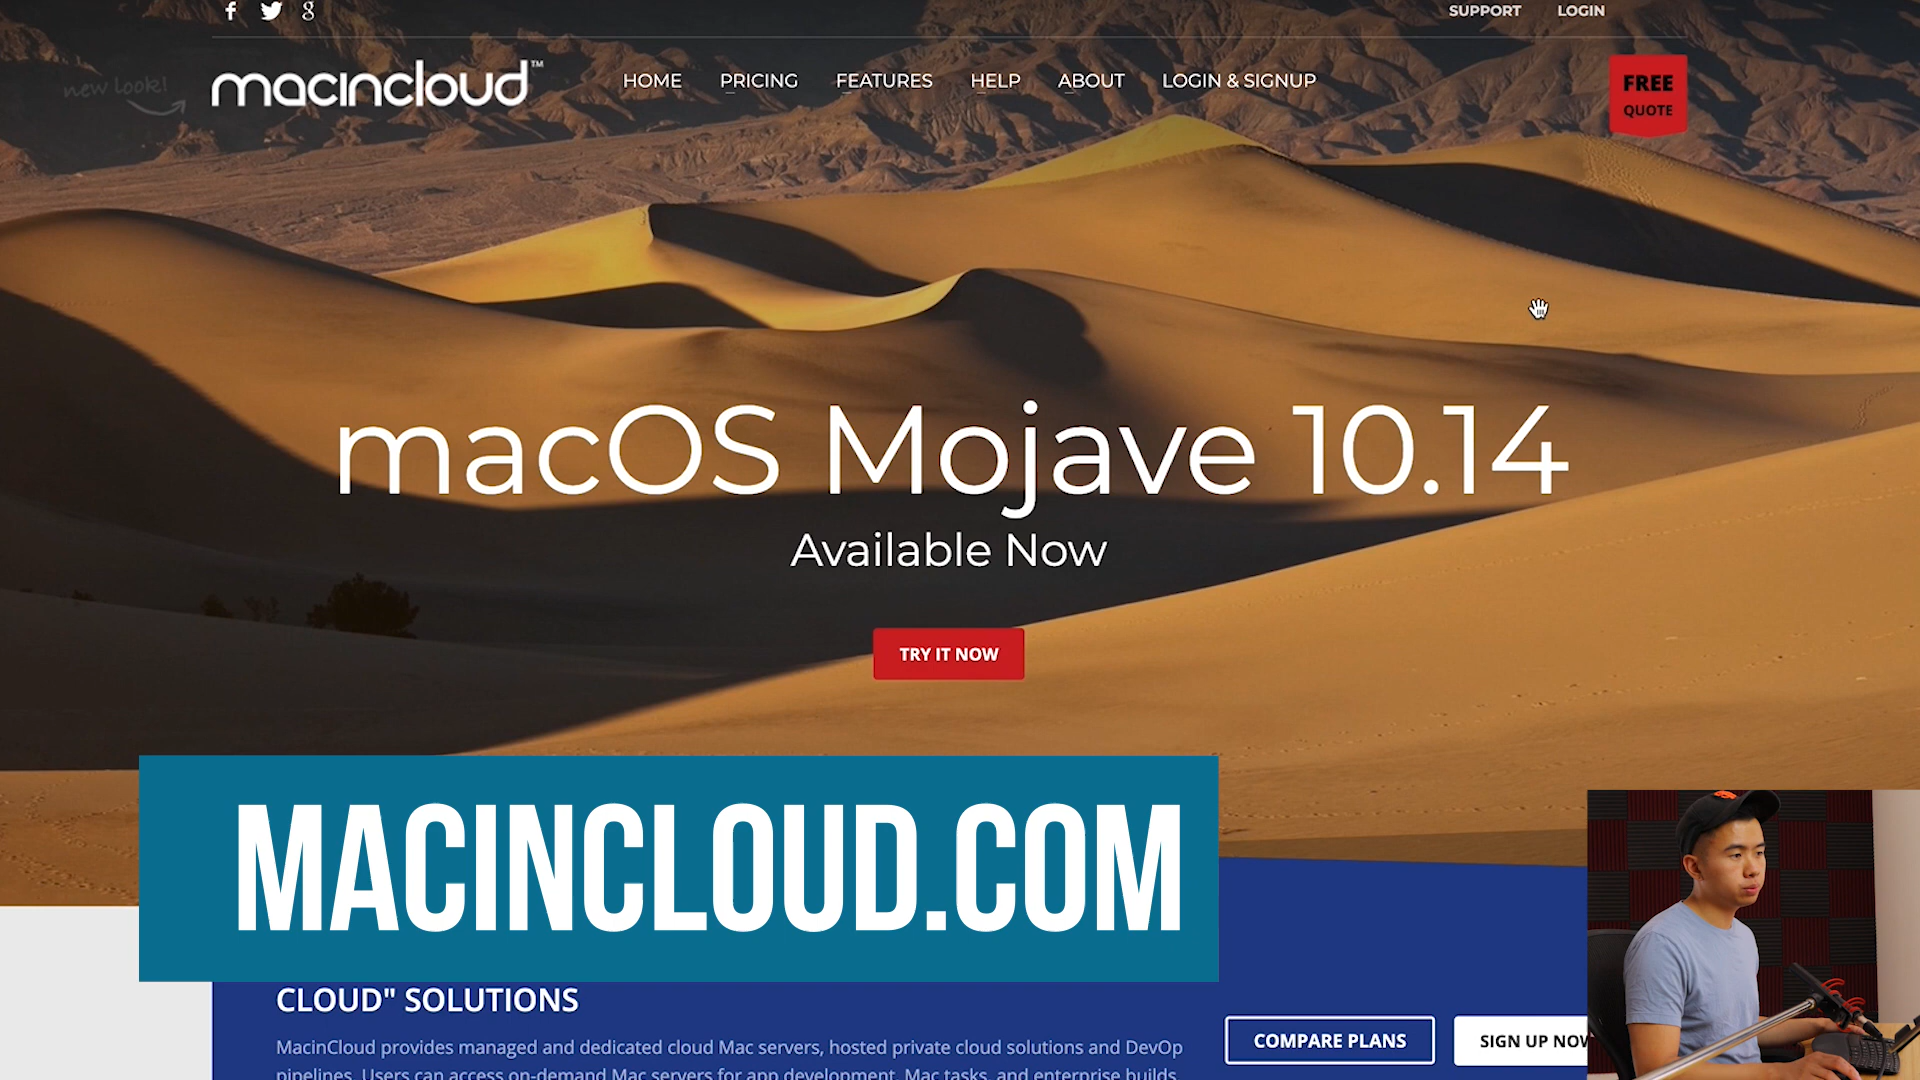 SUPPORT LOGIN
new look!
macincloud™
HOME PRICING FEATURES HELP ABOUT LOGIN & SIGNUP
FREE
QUOTE
macOS Mojave 10.14
Available Now
TRY IT NOW
MACINCLOUD.COM
CLOUD" SOLUTIONS
COMPARE PLANS
SIGN UP NOW
MacinCloud provides managed and dedicated cloud Mac servers, hosted private cloud solutions and DevOp
pipelines. Users can access on-demand Mac servers for app development, Mac tasks, and enterprise builds